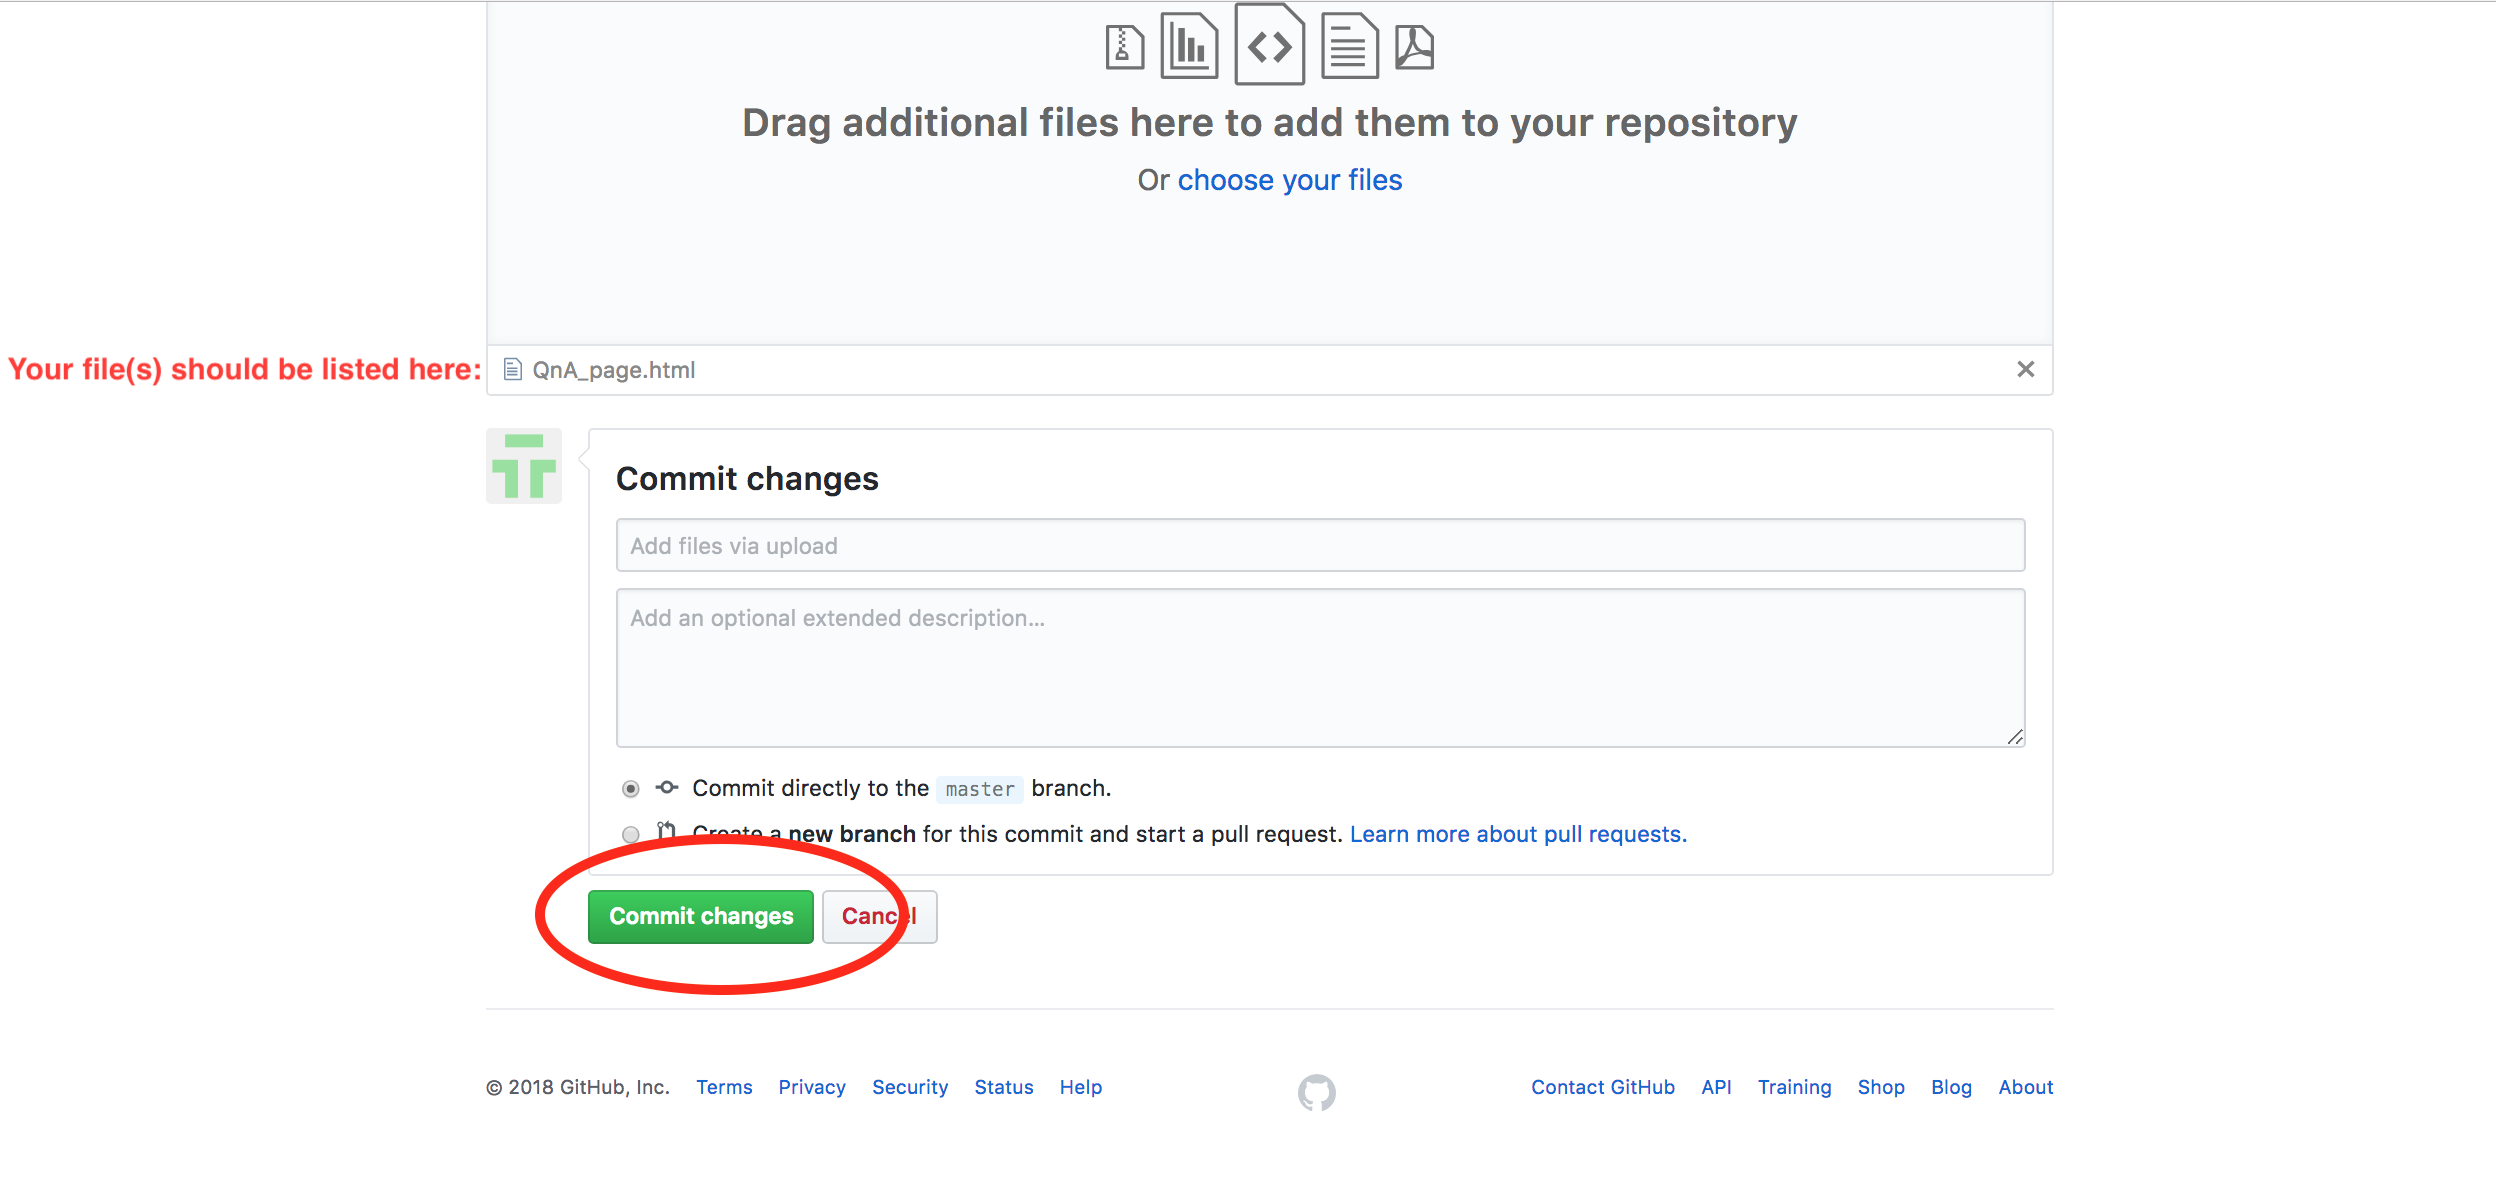 Drag additional files here to add them to your repository
Or choose your files
Your file(s) should be listed here: QnA_page.html
Commit changes
Add files via upload
Add an optional extended description...
Commit directly to the master branch.
Create a new branch for this commit and start a pull request. Learn more about pull requests.
Commit changes Cancel
© 2018 GitHub, Inc. Terms Privacy Security Status Help Contact GitHub API Training Shop Blog About